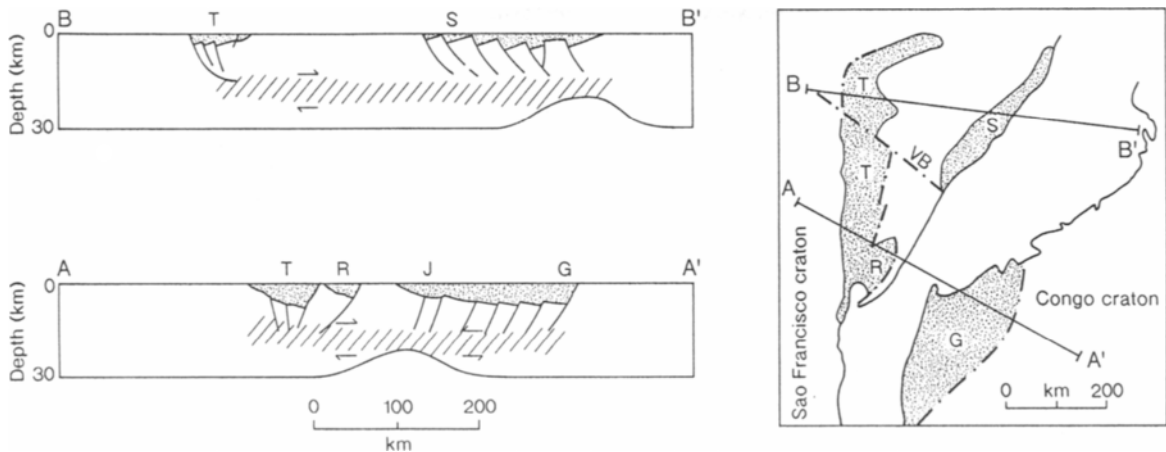 B T S B'
0
Depth (km)
30
A T R J G A'
0
Depth (km)
30
0 100 200
km
B
T
S
B'
VB
T
A
R
Sao Francisco craton
Congo craton
G
A'
0 km 200